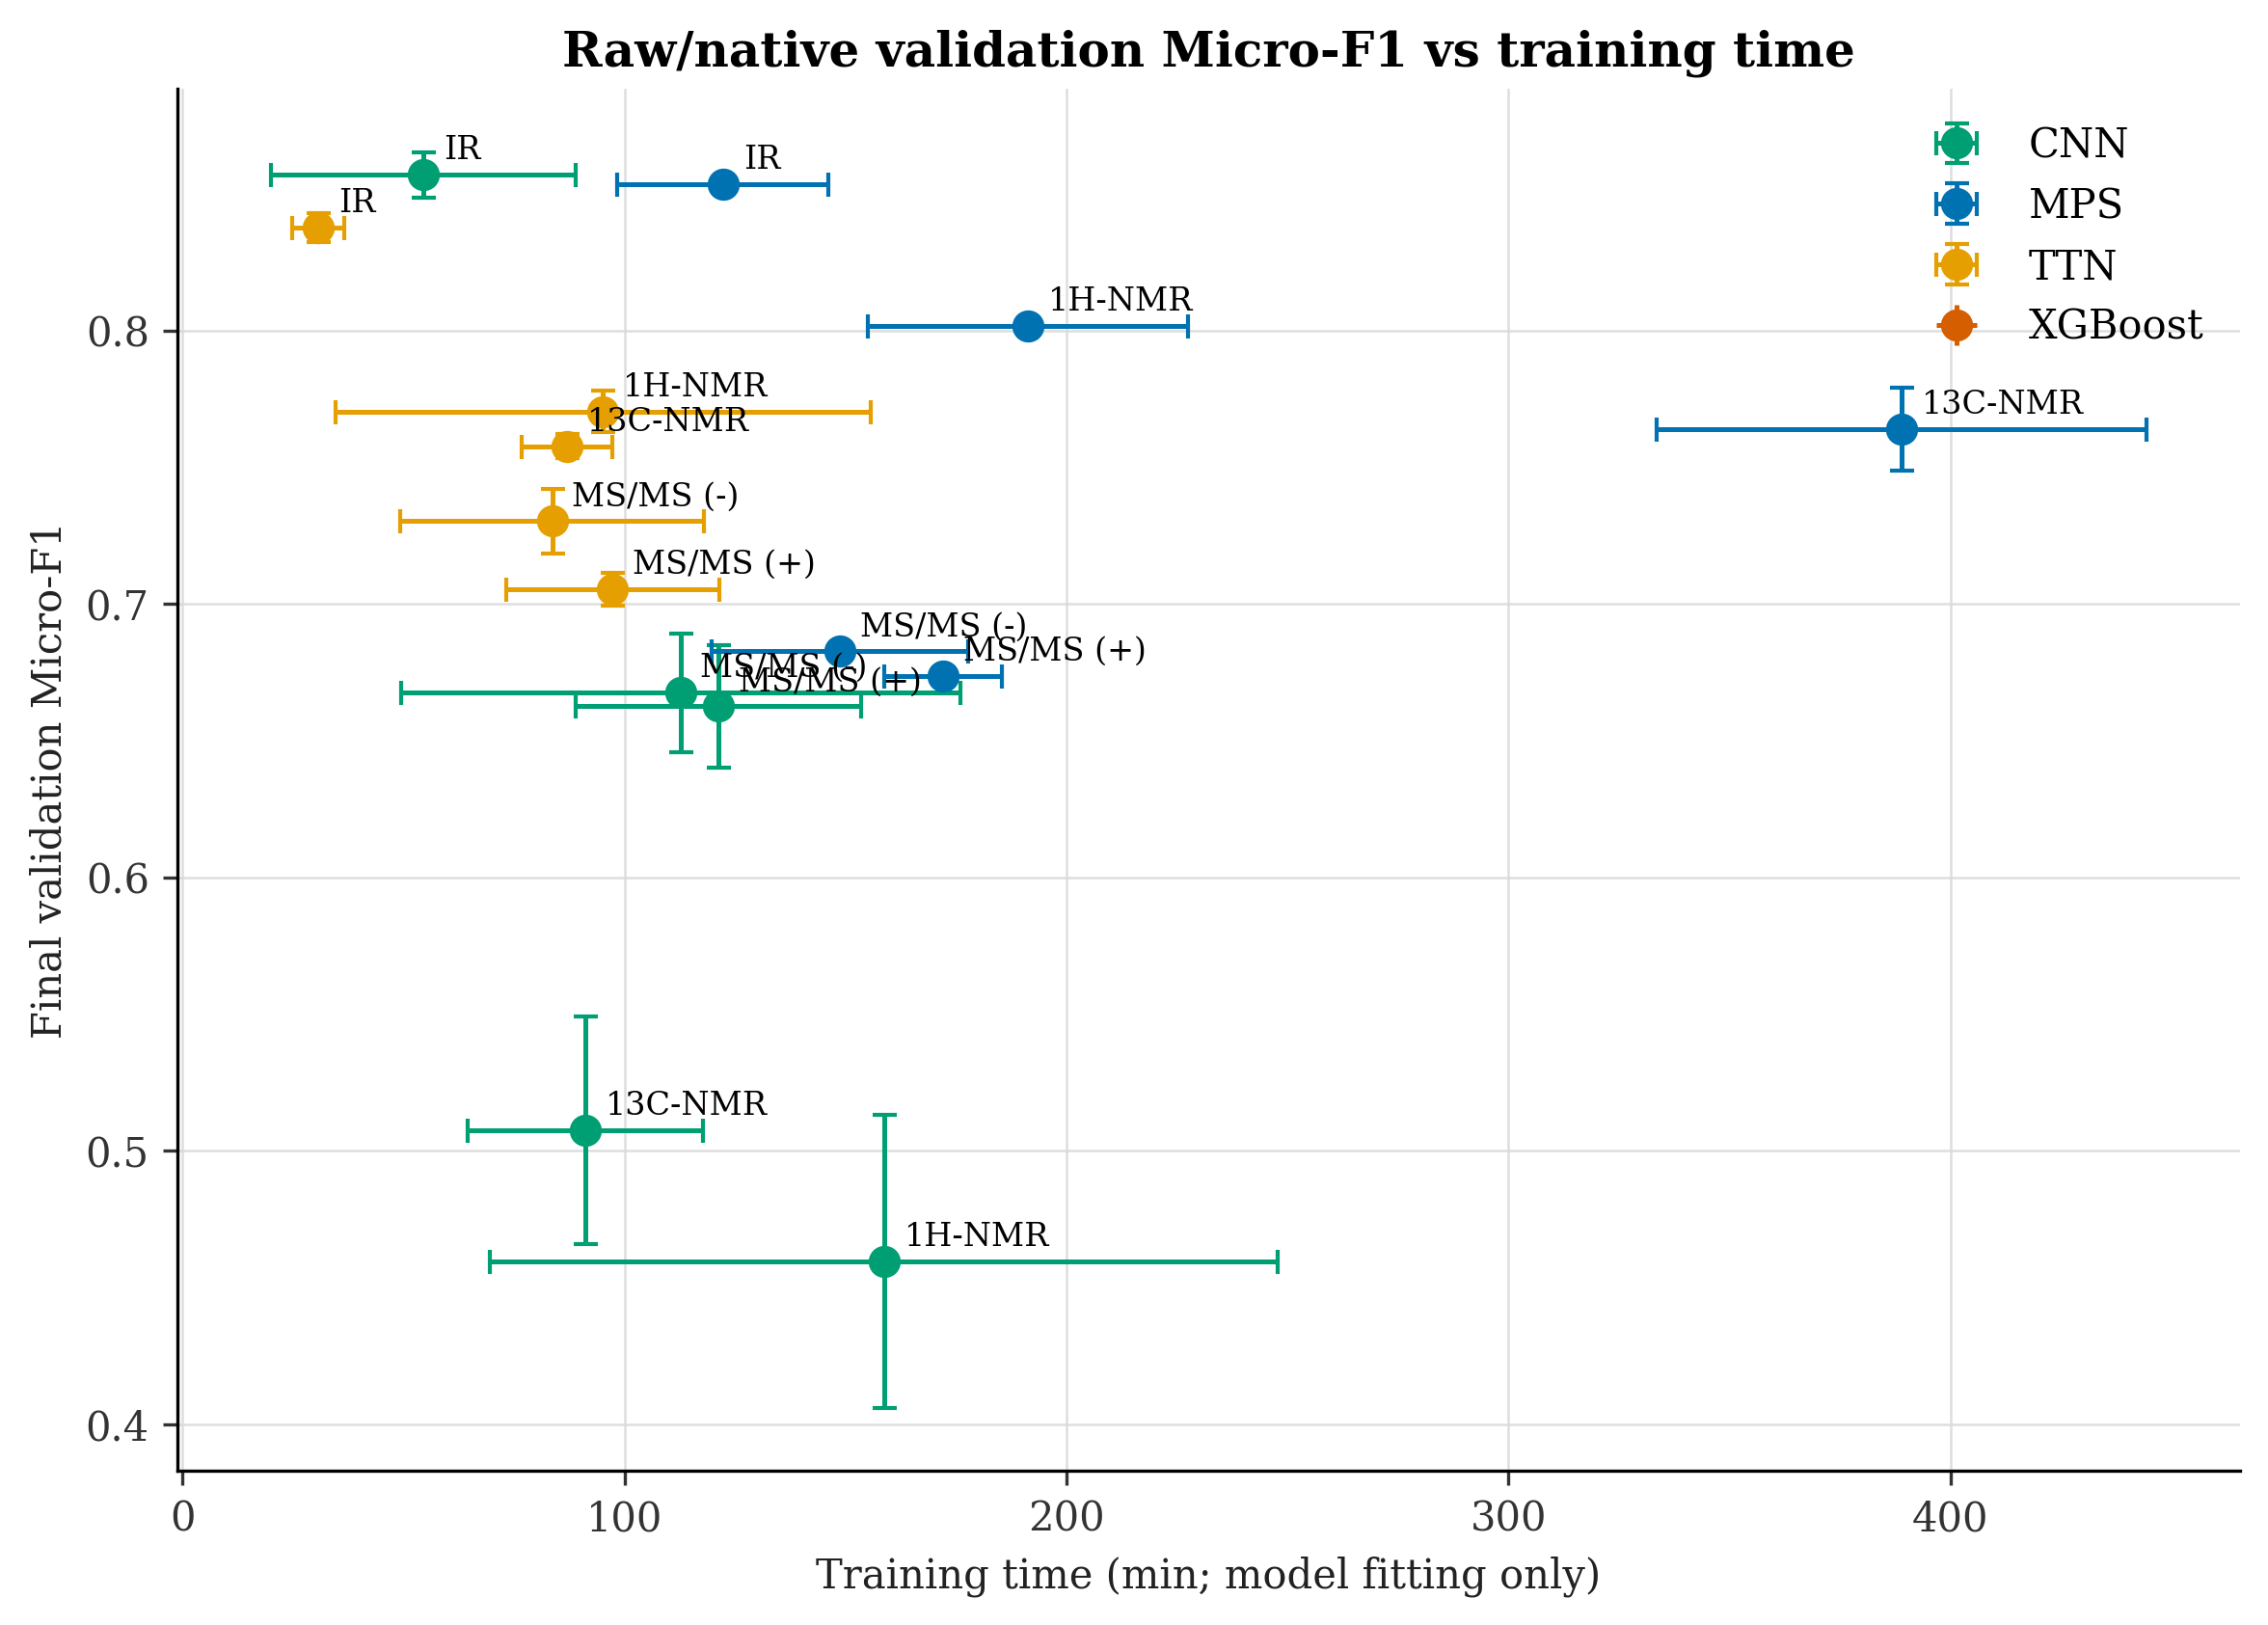 Raw/native validation Micro-F1 vs training time
IR
IR
IR
CNN
MPS
TTN
XGBoost
1H-NMR
1H-NMR
13C-NMR
13C-NMR
MS/MS (-)
MS/MS (+)
MS/MS (-)
MS/MS (+)
MS/MS (-)
MS/MS (+)
13C-NMR
1H-NMR
0.8
0.7
0.6
0.5
0.4
Final validation Micro-F1
0
100
200
300
400
Training time (min; model fitting only)